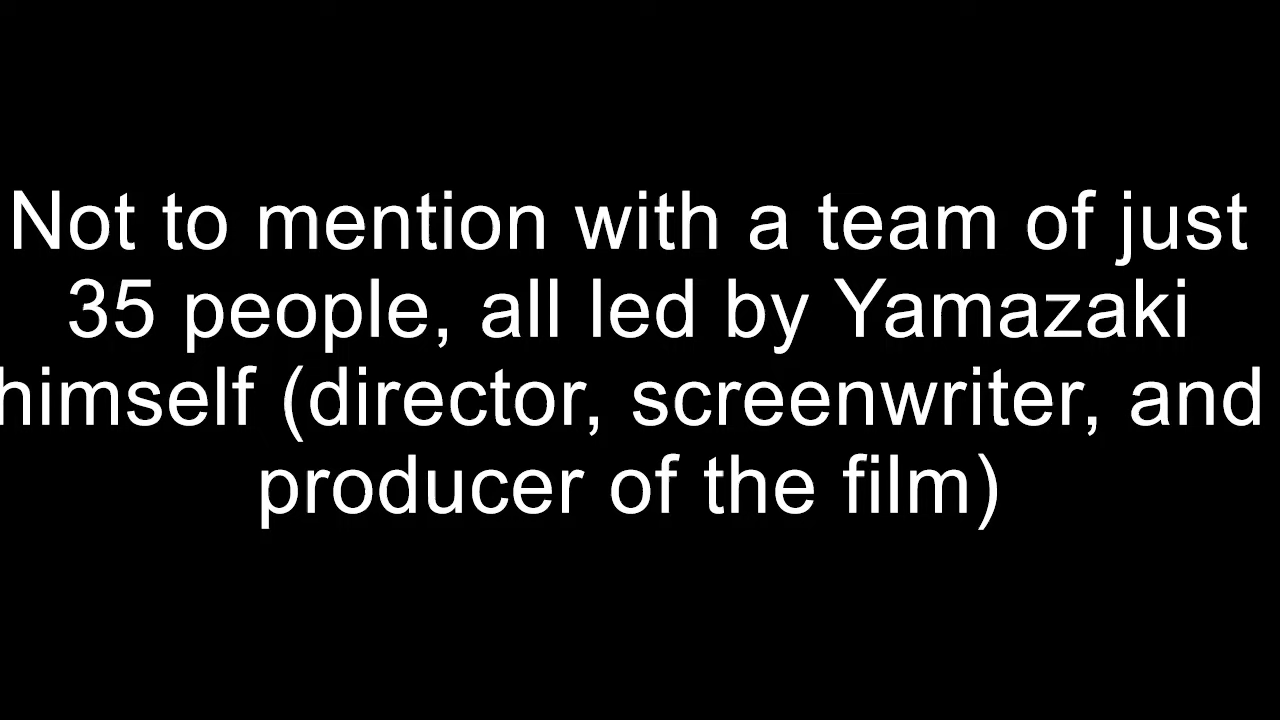 Not to mention with a team of just
35 people, all led by Yamazaki
himself (director, screenwriter, and
producer of the film)